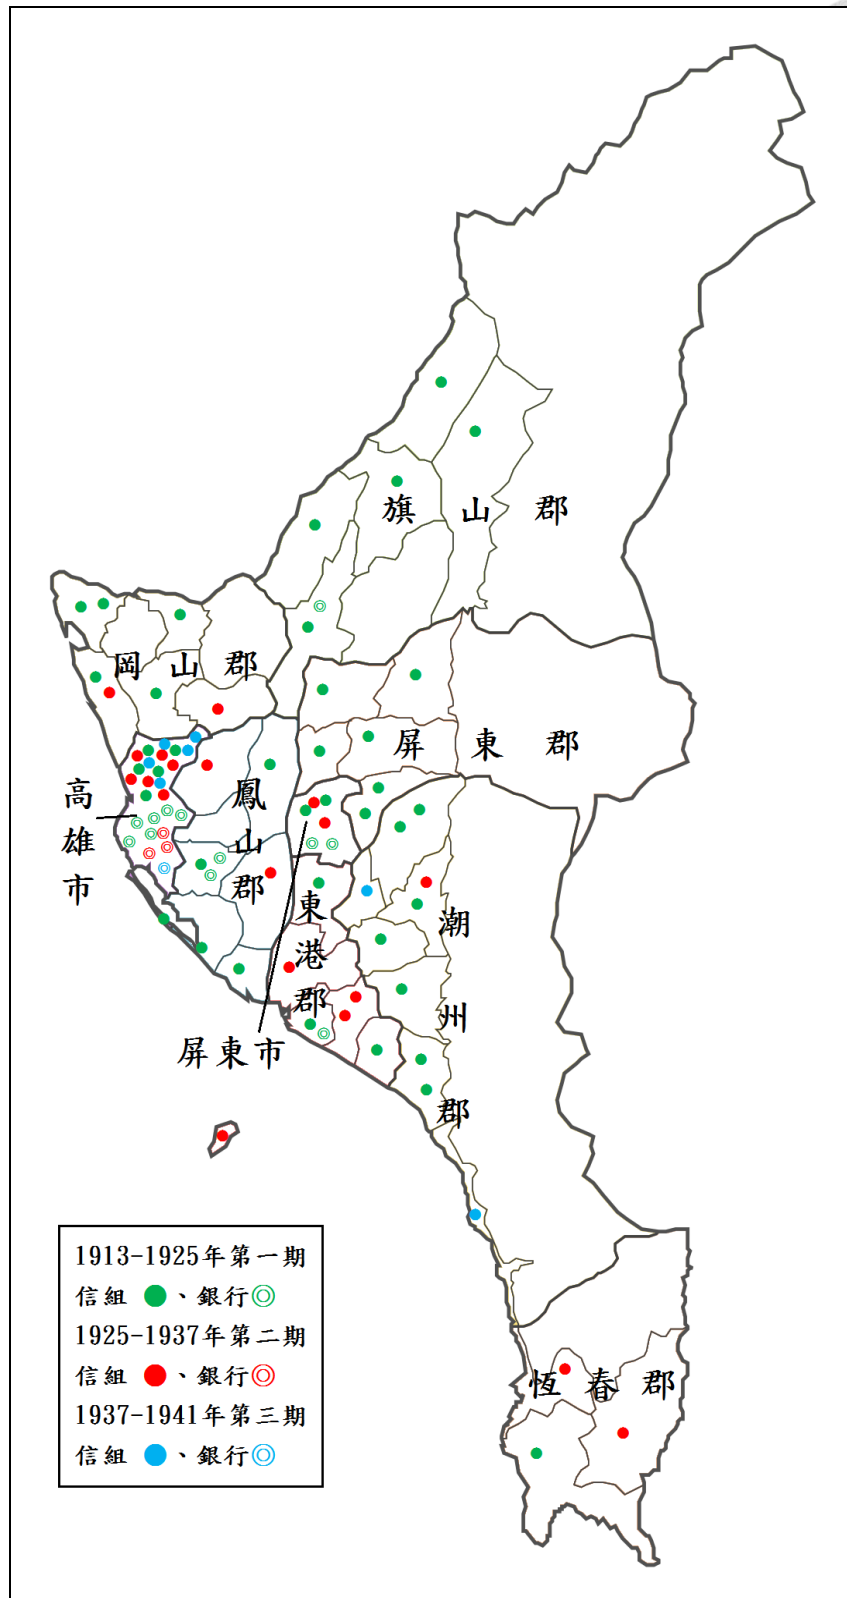 旗山郡
岡山郡
屏東郡
高雄市
鳳山郡
東港郡
潮州郡
屏東市
恆春郡
1913-1925年第一期
信組 ●、銀行◎
1925-1937年第二期
信組 ●、銀行◎
1937-1941年第三期
信組 ●、銀行◎